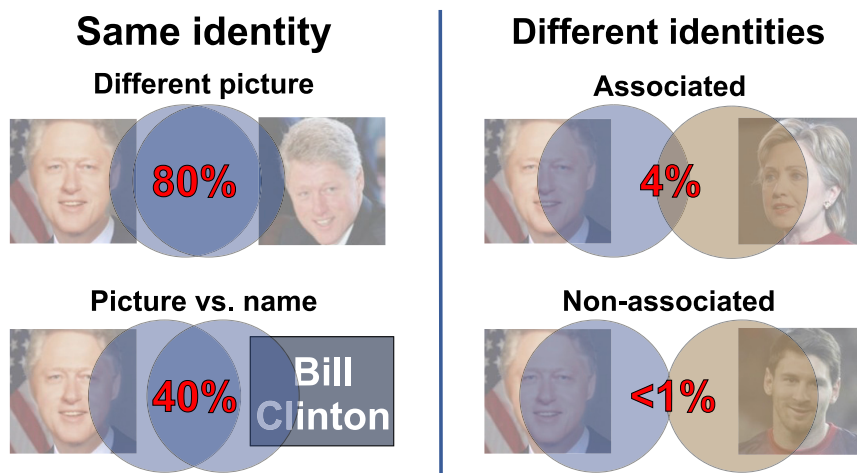 Same identity
Different picture
80%
Picture vs. name
40%
Bill
Clinton
Different identities
Associated
4%
Non-associated
<1%